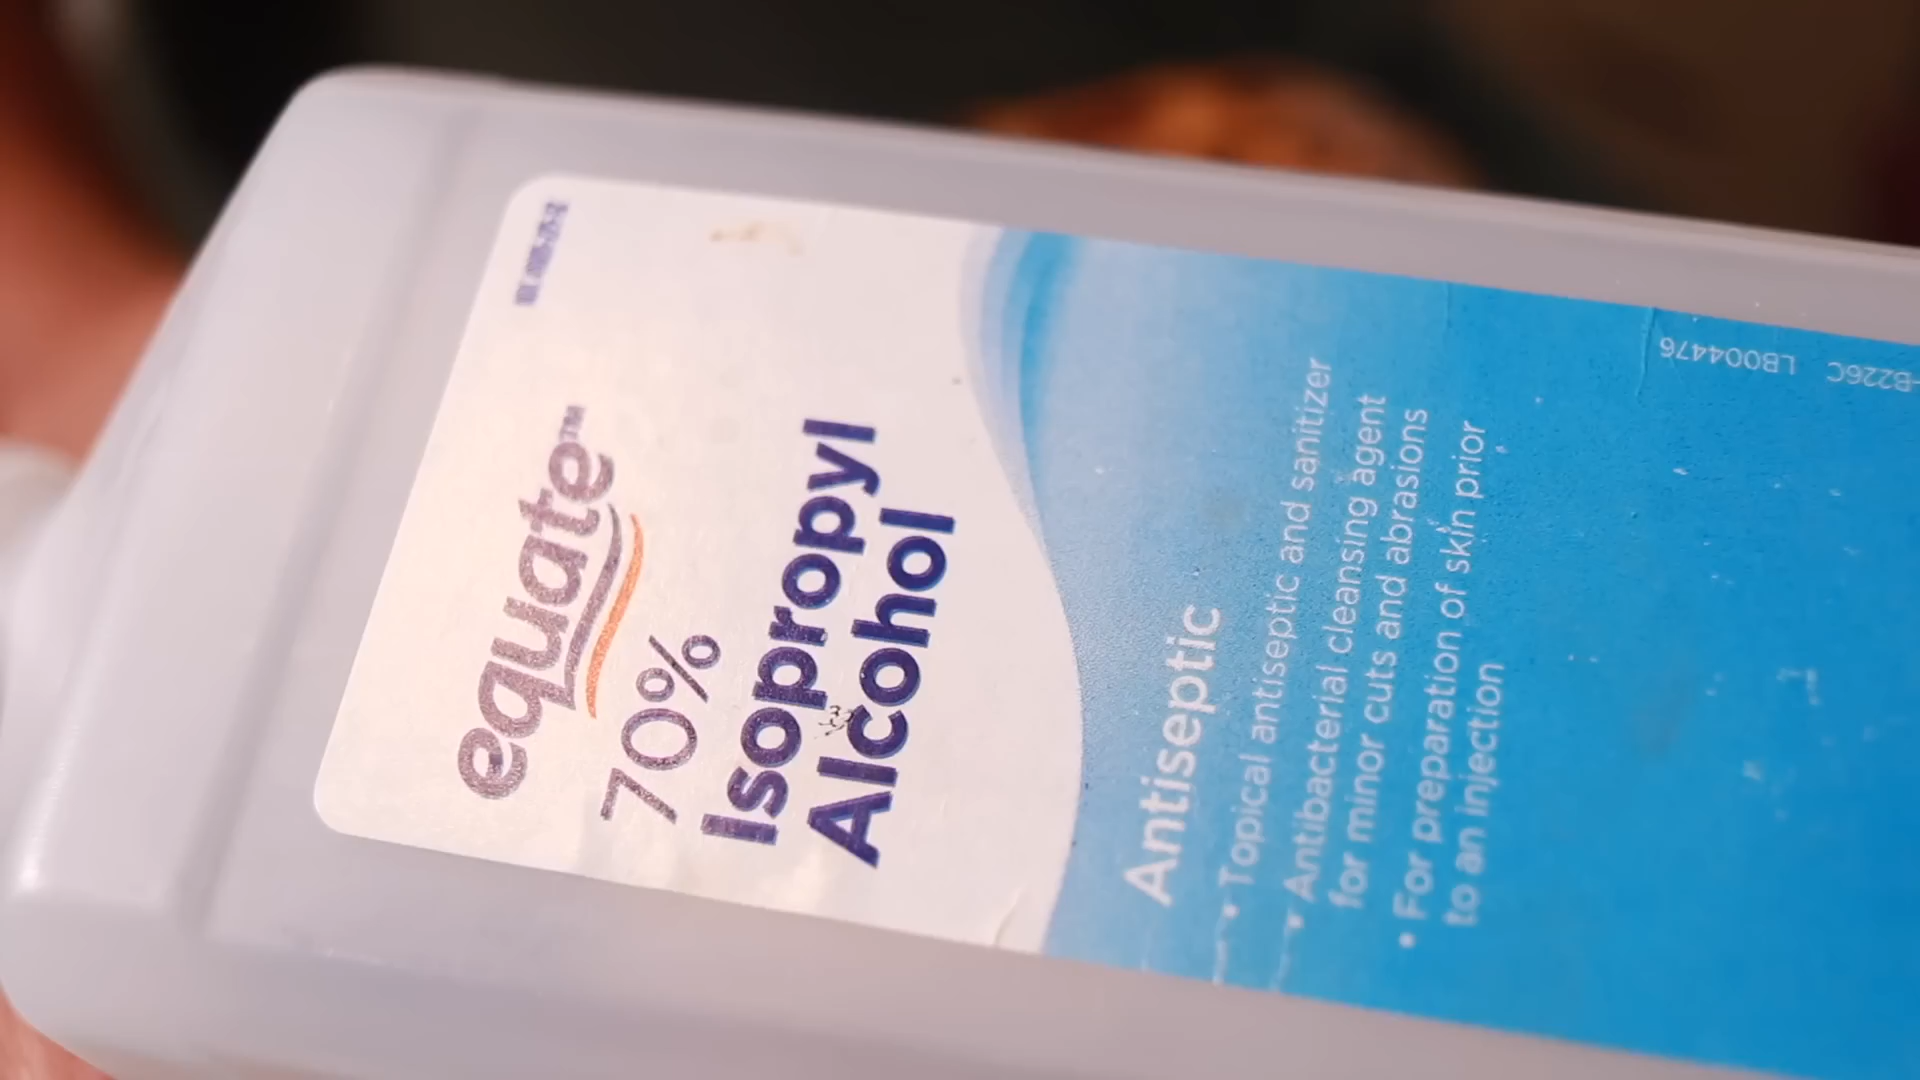 equate™
70%
Isopropyl
Alcohol
Antiseptic
• Topical antiseptic and sanitizer
• Antibacterial cleansing agent
for minor cuts and abrasions
• For preparation of skin prior
to an injection
LB004476